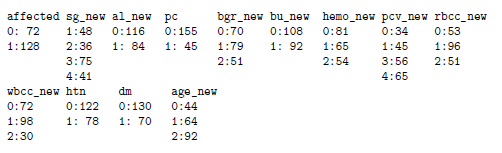 affected sg_new al_new pc bgr_new bu_new hemo_new pcv_new rbcc_new
0: 72 1:48 0:116 0:155 0:70 0:108 0:81 0:34 0:53
1:128 2:36 1: 84 1: 45 1:79 1: 92 1:65 1:45 1:96
3:75 2:51 2:54 3:56 2:51
4:41 4:65
wbcc_new htn dm age_new
0:72 0:122 0:130 0:44
1:98 1: 78 1: 70 1:64
2:30 2:92